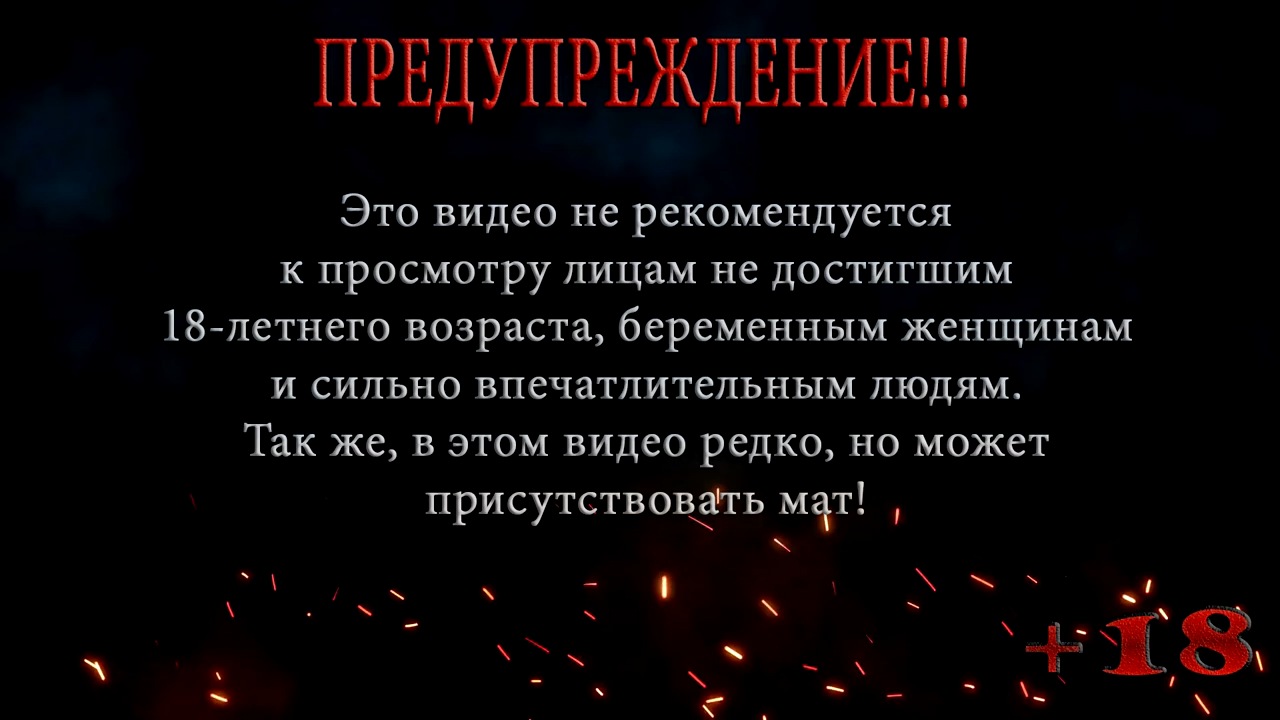 ПРЕДУПРЕЖДЕНИЕ!!!
Это видео не рекомендуется
к просмотру лицам не достигшим
18-летнего возраста, беременным женщинам
и сильно впечатлительным людям.
Так же, в этом видео редко, но может
присутствовать мат!
+18